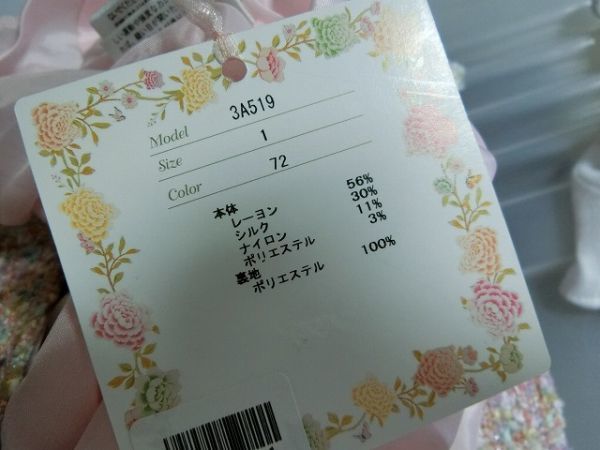 Model 3A519
Size 1
Color 72
本体
レーヨン 56%
シルク 30%
ナイロン 11%
ポリエステル 3%
裏地
ポリエステル 100%